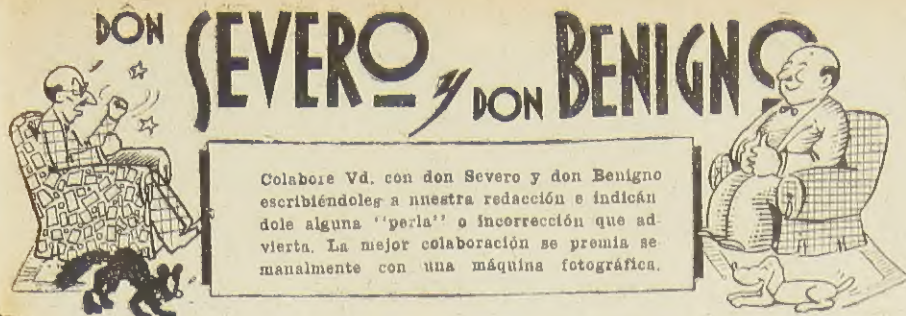 DON SEVERO y DON BENIGNO
Colabore Vd. con don Severo y don Benigno
escribiéndoles a nuestra redacción e indicán
dole alguna "perla" o incorrección que ad
vierta. La mejor colaboración se premia se
manalmente con una máquina fotográfica.